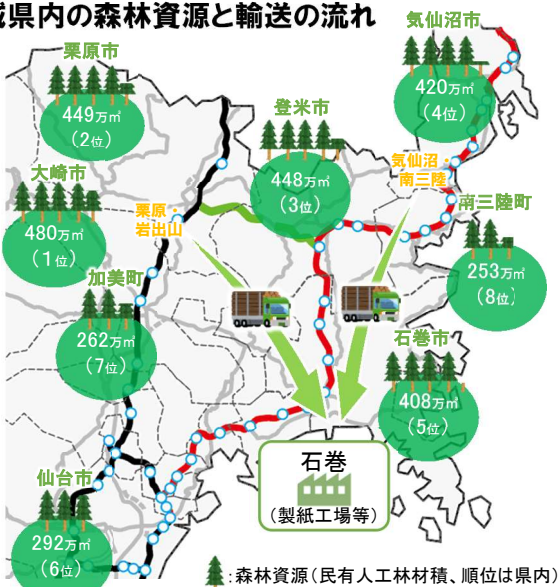 県内の森林資源と輸送の流れ
気仙沼市
420万㎥
(4位)
栗原市
449万㎥
(2位)
登米市
448万㎥
(3位)
気仙沼・
南三陸
大崎市
480万㎥
(1位)
栗原・
岩出山
南三陸町
253万㎥
(8位)
加美町
262万㎥
(7位)
石巻市
408万㎥
(5位)
石巻
(製紙工場等)
仙台市
292万㎥
(6位)
:森林資源(民有人工林材積、順位は県内)